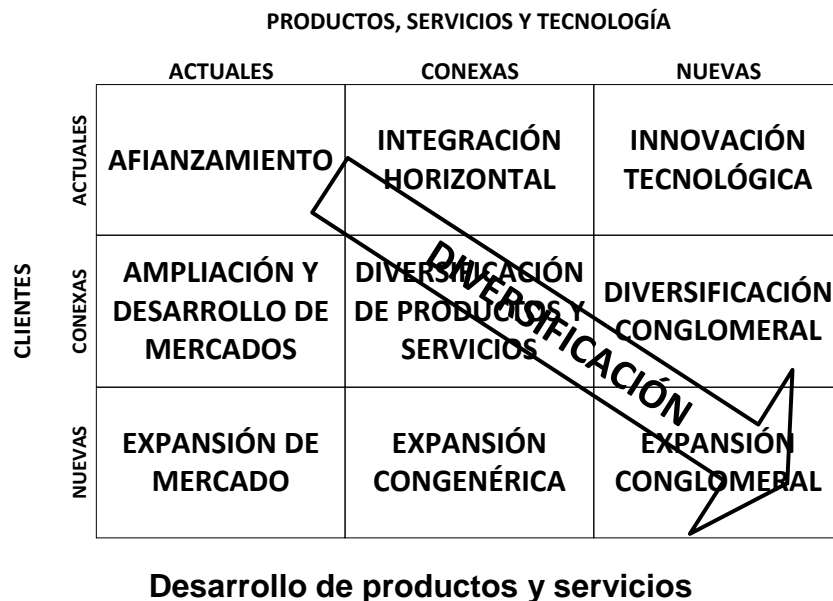 PRODUCTOS, SERVICIOS Y TECNOLOGÍA
ACTUALES CONEXAS NUEVAS
CLIENTES
ACTUALES
AFIANZAMIENTO
INTEGRACIÓN
HORIZONTAL
INNOVACIÓN
TECNOLÓGICA
CONEXAS
AMPLIACIÓN Y
DESARROLLO DE
MERCADOS
DIVERSIFICACIÓN
DE PRODUCTOS Y
SERVICIOS
DIVERSIFICACIÓN
CONGLOMERAL
DIVERSIFICACIÓN
NUEVAS
EXPANSIÓN DE
MERCADO
EXPANSIÓN
CONGENÉRICA
EXPANSIÓN
CONGLOMERAL
Desarrollo de productos y servicios